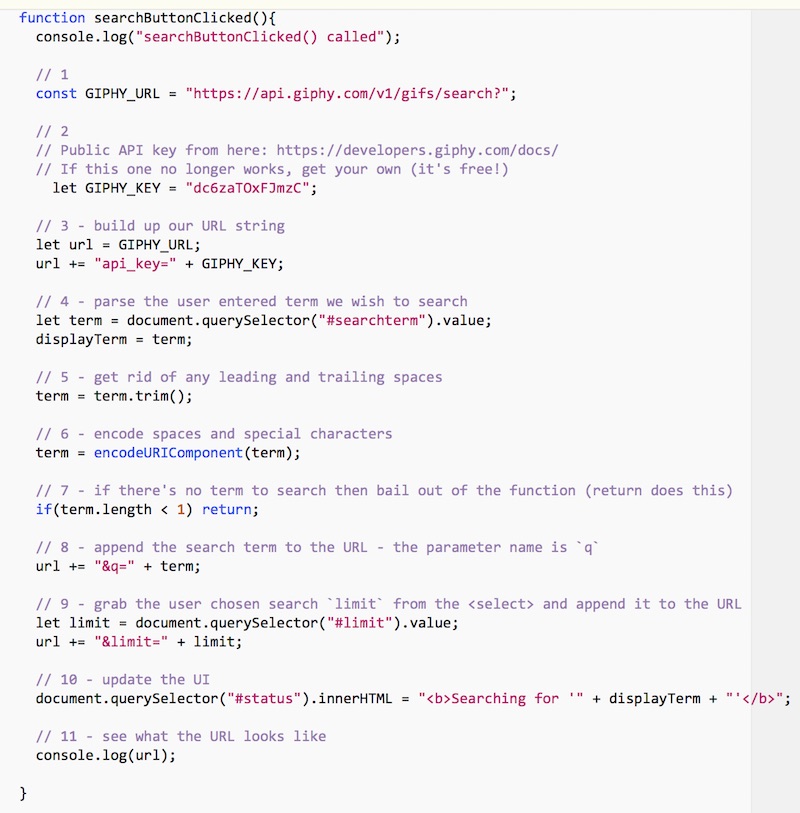 function searchButtonClicked(){
  console.log("searchButtonClicked() called");

  // 1
  const GIPHY_URL = "https://api.giphy.com/v1/gifs/search?";

  // 2
  // Public API key from here: https://developers.giphy.com/docs/
  // If this one no longer works, get your own (it's free!)
    let GIPHY_KEY = "dc6zaTOxFJmzC";

  // 3 - build up our URL string
  let url = GIPHY_URL;
  url += "api_key=" + GIPHY_KEY;

  // 4 - parse the user entered term we wish to search
  let term = document.querySelector("#searchterm").value;
  displayTerm = term;

  // 5 - get rid of any leading and trailing spaces
  term = term.trim();

  // 6 - encode spaces and special characters
  term = encodeURIComponent(term);

  // 7 - if there's no term to search then bail out of the function (return does this)
  if(term.length < 1) return;

  // 8 - append the search term to the URL - the parameter name is `q`
  url += "&q=" + term;

  // 9 - grab the user chosen search `limit` from the <select> and append it to the URL
  let limit = document.querySelector("#limit").value;
  url += "&limit=" + limit;

  // 10 - update the UI
  document.querySelector("#status").innerHTML = "<b>Searching for '" + displayTerm + "'</b>";

  // 11 - see what the URL looks like
  console.log(url);

}